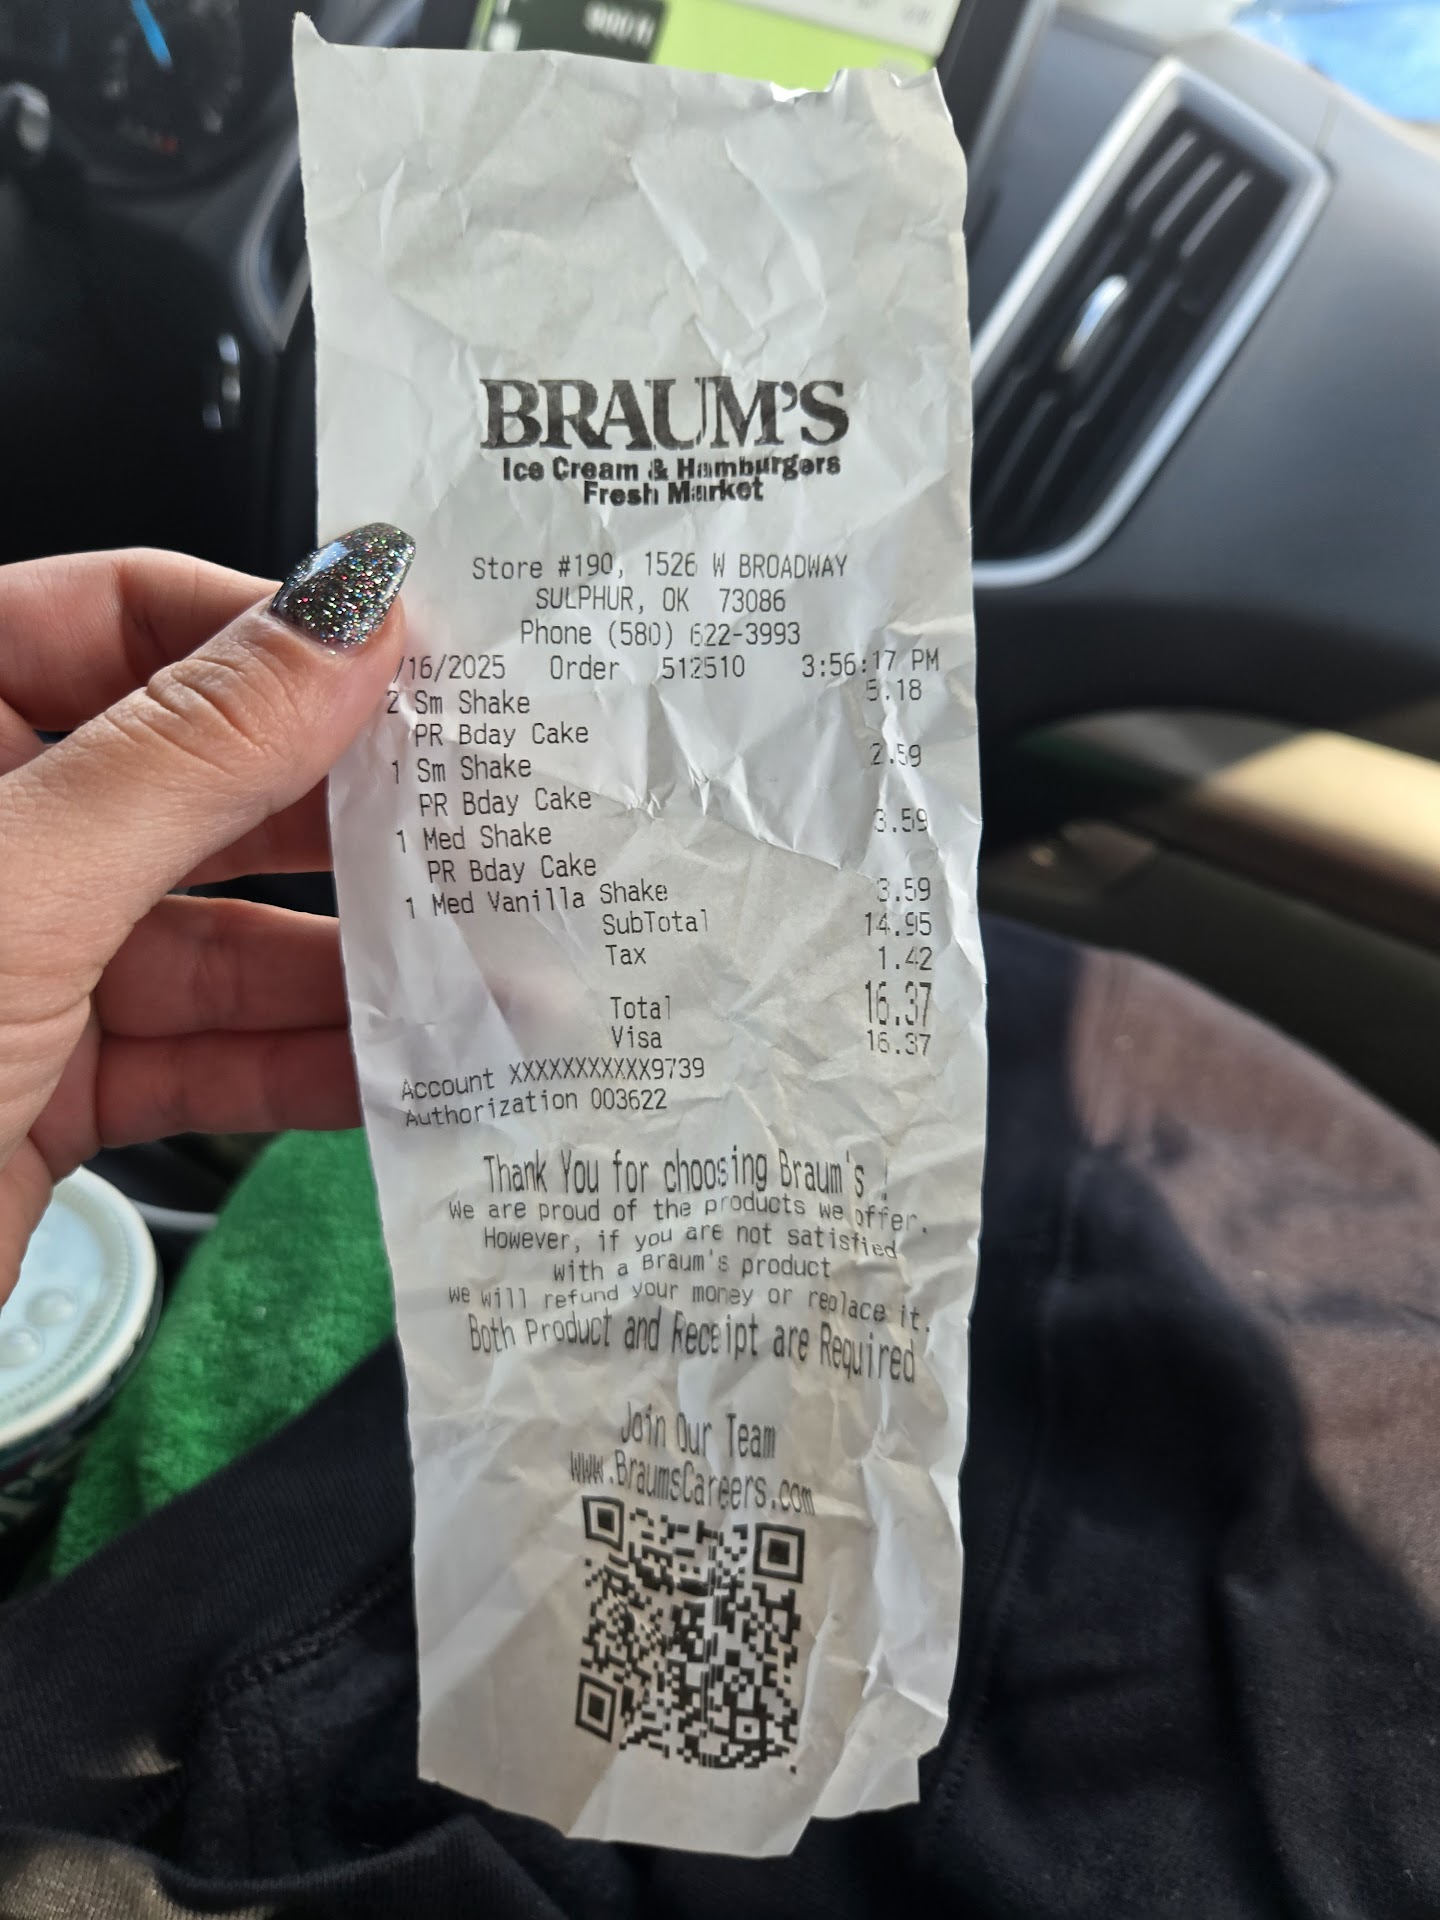 BRAUM'S
Ice Cream & Hamburgers
Fresh Market
Store #190, 1526 W BROADWAY
SULPHUR, OK 73086
Phone (580) 622-3993
/16/2025 Order 512510 3:56:17 PM
2 Sm Shake 5.18
PR Bday Cake
1 Sm Shake 2.59
PR Bday Cake
1 Med Shake 3.59
PR Bday Cake
1 Med Vanilla Shake 3.59
SubTotal 14.95
Tax 1.42
Total 16.37
Visa 16.37
Account XXXXXXXXXXXX9739
Authorization 003622
Thank You for choosing Braum's !
We are proud of the products we offer.
However, if you are not satisfied
with a Braum's product
we will refund your money or replace it.
Both Product and Receipt are Required
Join Our Team
www.BraumsCareers.com